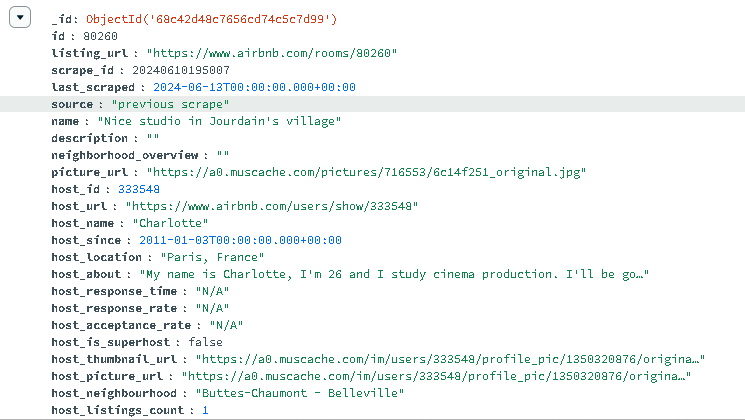 _id: ObjectId('68c42d48c7656cd74c5c7d99')
id : 80260
listing_url : "https://www.airbnb.com/rooms/80260"
scrape_id : 20240610195007
last_scraped : 2024-06-13T00:00:00.000+00:00
source : "previous scrape"
name : "Nice studio in Jourdain's village"
description : ""
neighborhood_overview : ""
picture_url : "https://a0.muscache.com/pictures/716553/6c14f251_original.jpg"
host_id : 333548
host_url : "https://www.airbnb.com/users/show/333548"
host_name : "Charlotte"
host_since : 2011-01-03T00:00:00.000+00:00
host_location : "Paris, France"
host_about : "My name is Charlotte, I'm 26 and I study cinema production. I'll be go…"
host_response_time : "N/A"
host_response_rate : "N/A"
host_acceptance_rate : "N/A"
host_is_superhost : false
host_thumbnail_url : "https://a0.muscache.com/im/users/333548/profile_pic/1350320876/origina…"
host_picture_url : "https://a0.muscache.com/im/users/333548/profile_pic/1350320876/origina…"
host_neighbourhood : "Buttes-Chaumont - Belleville"
host_listings_count : 1